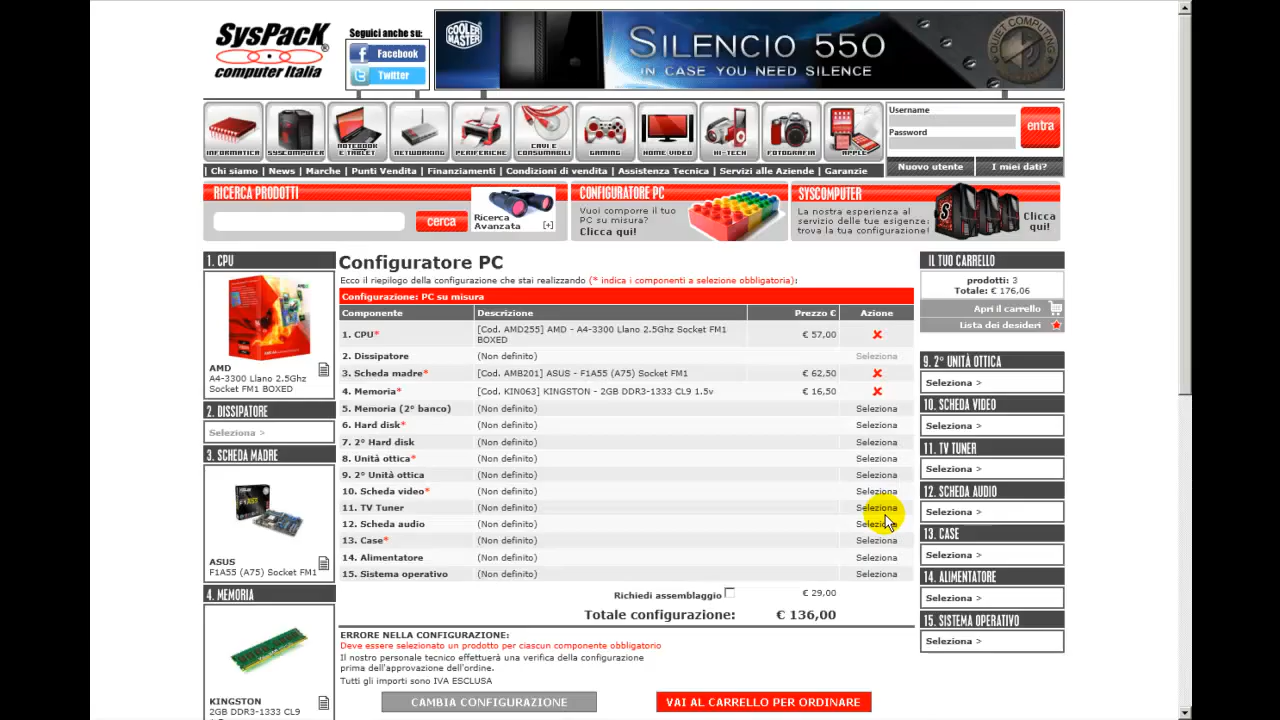 SysPack®
computer Italia
Seguici anche su:
Facebook
Twitter
COOLER MASTER
SILENCIO 550
IN CASE YOU NEED SILENCE
QUIET COMPUTING
INFORMATICA
SYSCOMPUTER
NOTEBOOK E TABLET
NETWORKING
PERIFERICHE
CAVI E CONSUMABILI
GAMING
HOME VIDEO
HI-TECH
FOTOGRAFIA
APPLE
Username
Password
entra
Nuovo utente
I miei dati?
| Chi siamo | News | Marche | Punti Vendita | Finanziamenti | Condizioni di vendita | Assistenza Tecnica | Servizi alle Aziende | Garanzie
RICERCA PRODOTTI
cerca
Ricerca
Avanzata [+]
CONFIGURATORE PC
Vuoi comporre il tuo
PC su misura?
Clicca qui!
SYSCOMPUTER
La nostra esperienza al
servizio delle tue esigenze:
trova la tua configurazione!
Clicca
qui!
1. CPU
AMD
A4-3300 Llano 2.5Ghz
Socket FM1 BOXED
2. DISSIPATORE
Seleziona >
3. SCHEDA MADRE
ASUS
F1A55 (A75) Socket FM1
4. MEMORIA
KINGSTON
2GB DDR3-1333 CL9
Configuratore PC
Ecco il riepilogo della configurazione che stai realizzando (* indica i componenti a selezione obbligatoria):
Configurazione: PC su misura
Componente Descrizione Prezzo € Azione
1. CPU* [Cod. AMD255] AMD - A4-3300 Llano 2.5Ghz Socket FM1 BOXED € 57,00
2. Dissipatore (Non definito) Seleziona
3. Scheda madre* [Cod. AMB201] ASUS - F1A55 (A75) Socket FM1 € 62,50
4. Memoria* [Cod. KIN063] KINGSTON - 2GB DDR3-1333 CL9 1.5v € 16,50
5. Memoria (2° banco) (Non definito) Seleziona
6. Hard disk* (Non definito) Seleziona
7. 2° Hard disk (Non definito) Seleziona
8. Unità ottica* (Non definito) Seleziona
9. 2° Unità ottica (Non definito) Seleziona
10. Scheda video* (Non definito) Seleziona
11. TV Tuner (Non definito) Seleziona
12. Scheda audio (Non definito) Seleziona
13. Case* (Non definito) Seleziona
14. Alimentatore (Non definito) Seleziona
15. Sistema operativo (Non definito) Seleziona
Richiedi assemblaggio € 29,00
Totale configurazione: € 136,00
ERRORE NELLA CONFIGURAZIONE:
Deve essere selezionato un prodotto per ciascun componente obbligatorio
Il nostro personale tecnico effettuerà una verifica della configurazione
prima dell'approvazione dell'ordine.
Tutti gli importi sono IVA ESCLUSA
CAMBIA CONFIGURAZIONE
VAI AL CARRELLO PER ORDINARE
IL TUO CARRELLO
prodotti: 3
Totale: € 176,06
Apri il carrello
Lista dei desideri
9. 2° UNITÀ OTTICA
Seleziona >
10. SCHEDA VIDEO
Seleziona >
11. TV TUNER
Seleziona >
12. SCHEDA AUDIO
Seleziona >
13. CASE
Seleziona >
14. ALIMENTATORE
Seleziona >
15. SISTEMA OPERATIVO
Seleziona >